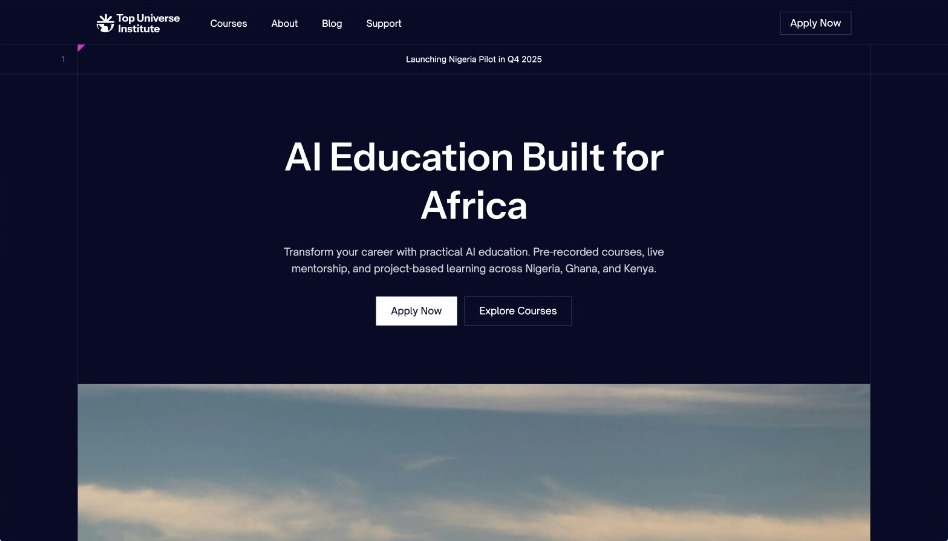 Top Universe
Institute
Courses
About
Blog
Support
Apply Now
1
Launching Nigeria Pilot in Q4 2025
AI Education Built for
Africa
Transform your career with practical AI education. Pre-recorded courses, live
mentorship, and project-based learning across Nigeria, Ghana, and Kenya.
Apply Now
Explore Courses